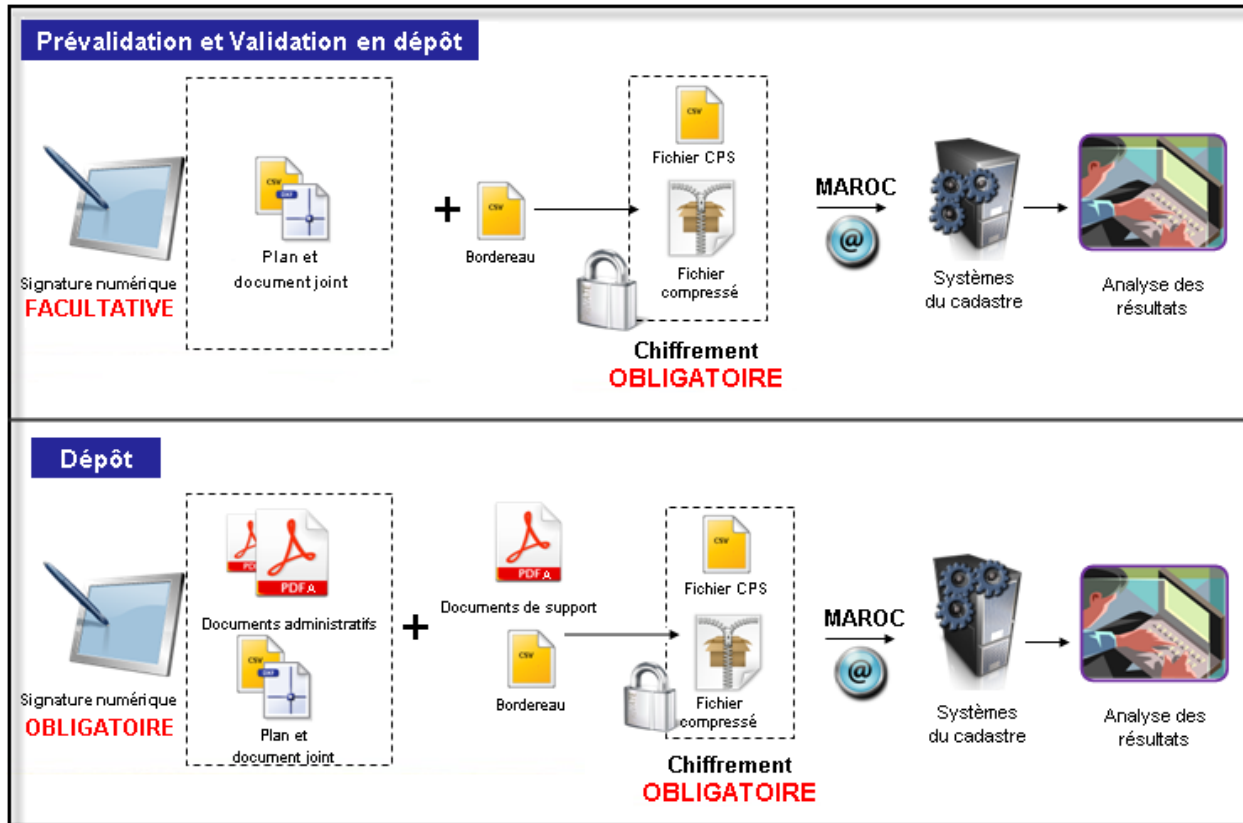 Prévalidation et Validation en dépôt
Signature numérique
FACULTATIVE
CSV
DXF
Plan et
document joint
+
CSV
Bordereau
CSV
Fichier CPS
Fichier
compressé
Chiffrement
OBLIGATOIRE
MAROC
@
Systèmes
du cadastre
Analyse des
résultats
Dépôt
Signature numérique
OBLIGATOIRE
PDF A
Documents administratifs
CSV
DXF
Plan et
document joint
+
PDF A
Documents de support
CSV
Bordereau
CSV
Fichier CPS
Fichier
compressé
Chiffrement
OBLIGATOIRE
MAROC
@
Systèmes
du cadastre
Analyse des
résultats